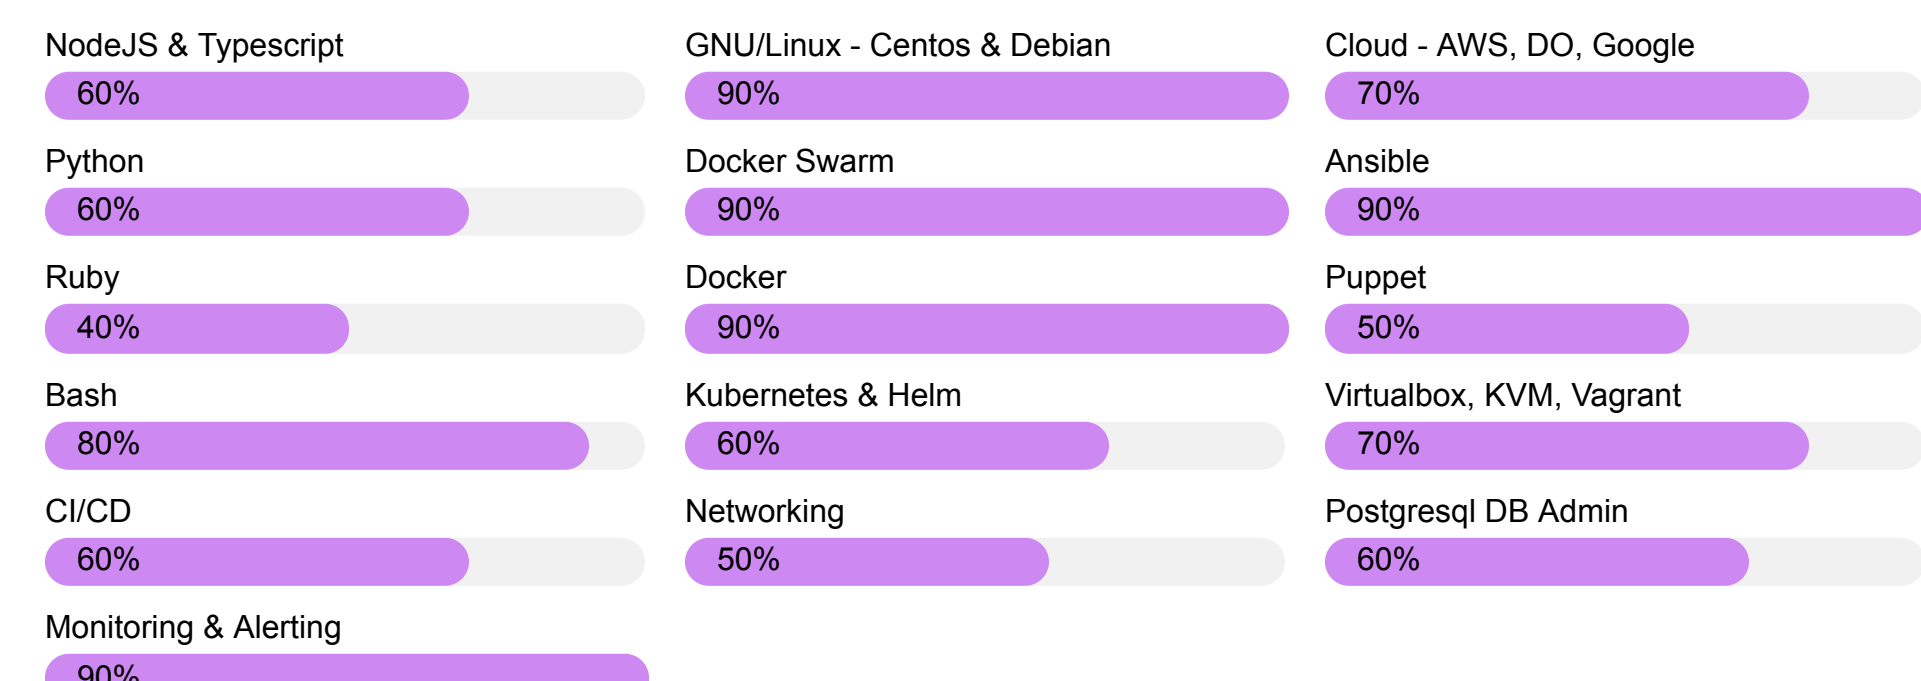 NodeJS & Typescript
60%
Python
60%
Ruby
40%
Bash
80%
CI/CD
60%
Monitoring & Alerting
90%
GNU/Linux - Centos & Debian
90%
Docker Swarm
90%
Docker
90%
Kubernetes & Helm
60%
Networking
50%
Cloud - AWS, DO, Google
70%
Ansible
90%
Puppet
50%
Virtualbox, KVM, Vagrant
70%
Postgresql DB Admin
60%